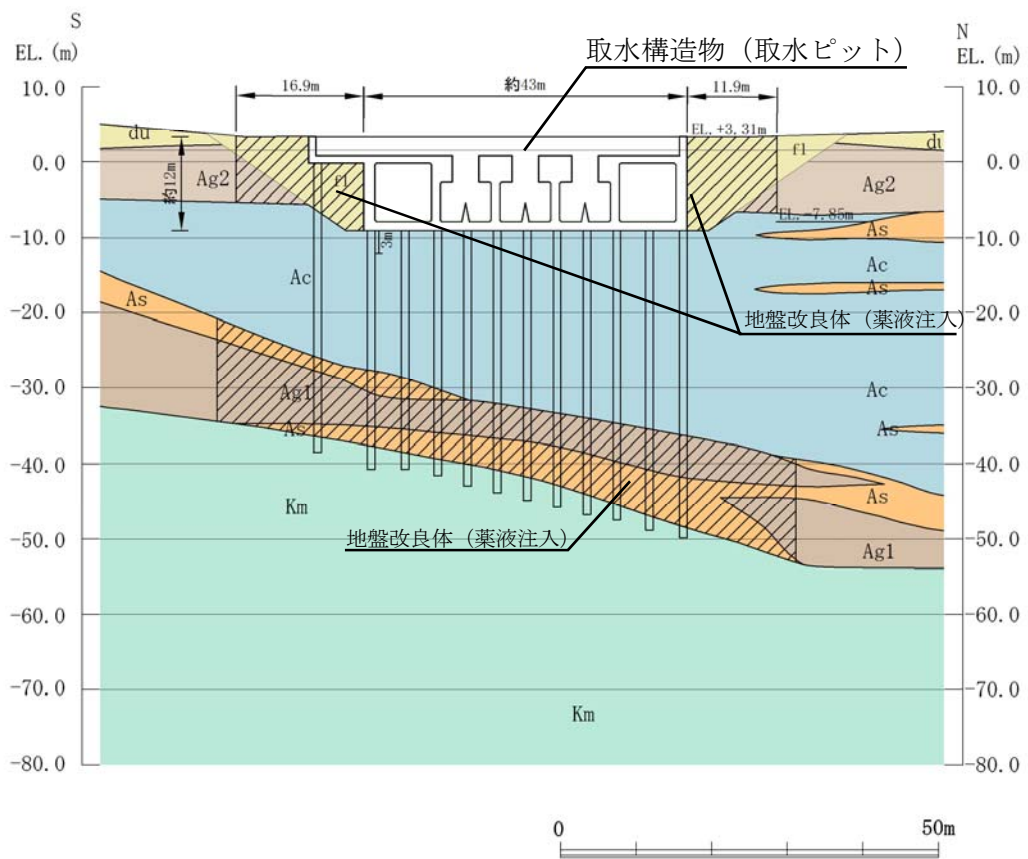 S
EL. (m)
N
EL. (m)
取水構造物（取水ピット）
16.9m
約43m
11.9m
EL.+3.31m
10.0
10.0
du
du
f1
f1
0.0
0.0
約12m
Ag2
Ag2
EL.-7.85m
-10.0
-10.0
3m
As
Ac
Ac
As
As
-20.0
-20.0
地盤改良体（薬液注入）
-30.0
-30.0
Ag1
Ac
As
As
-40.0
-40.0
As
Km
地盤改良体（薬液注入）
-50.0
-50.0
Ag1
-60.0
-60.0
-70.0
-70.0
Km
-80.0
-80.0
0
50m